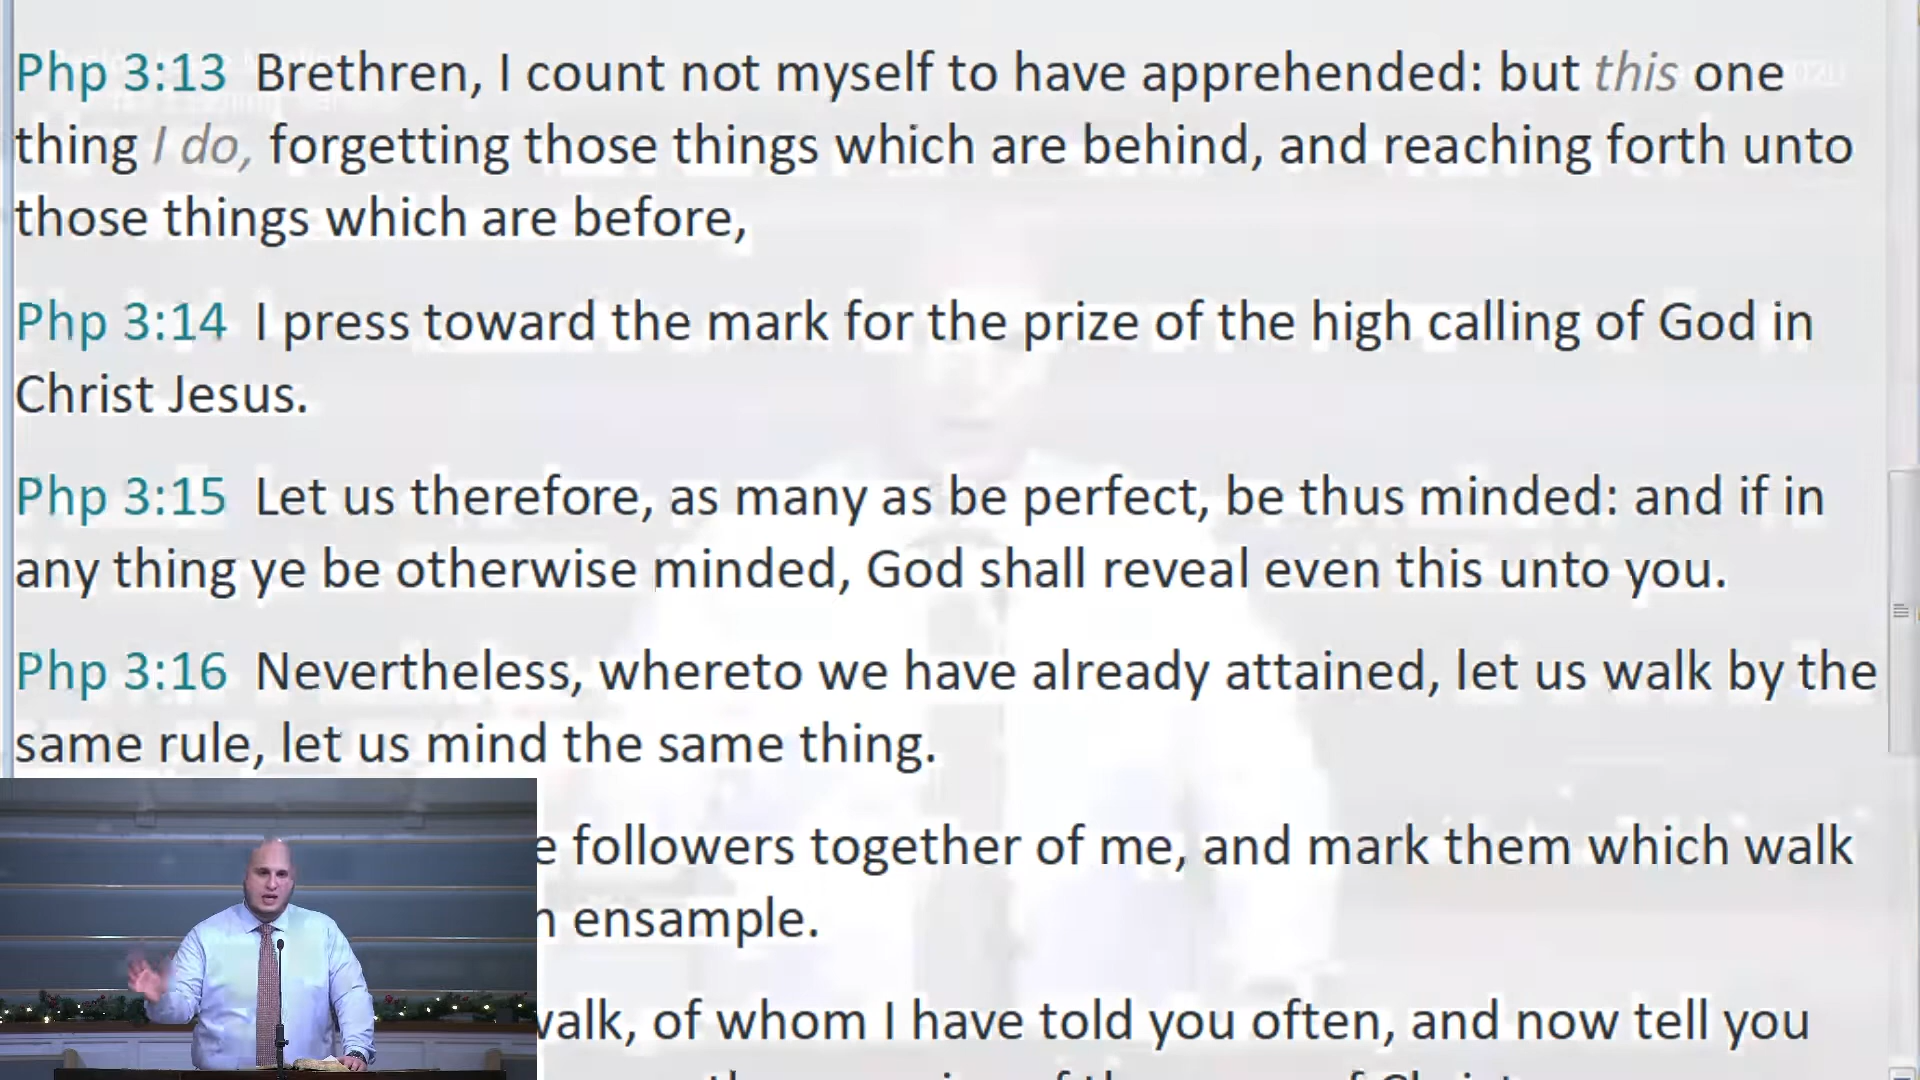 Php 3:13 Brethren, I count not myself to have apprehended: but this one
thing I do, forgetting those things which are behind, and reaching forth unto
those things which are before,
Php 3:14 I press toward the mark for the prize of the high calling of God in
Christ Jesus.
Php 3:15 Let us therefore, as many as be perfect, be thus minded: and if in
any thing ye be otherwise minded, God shall reveal even this unto you.
Php 3:16 Nevertheless, whereto we have already attained, let us walk by the
same rule, let us mind the same thing.
followers together of me, and mark them which walk
ensample.
walk, of whom I have told you often, and now tell you